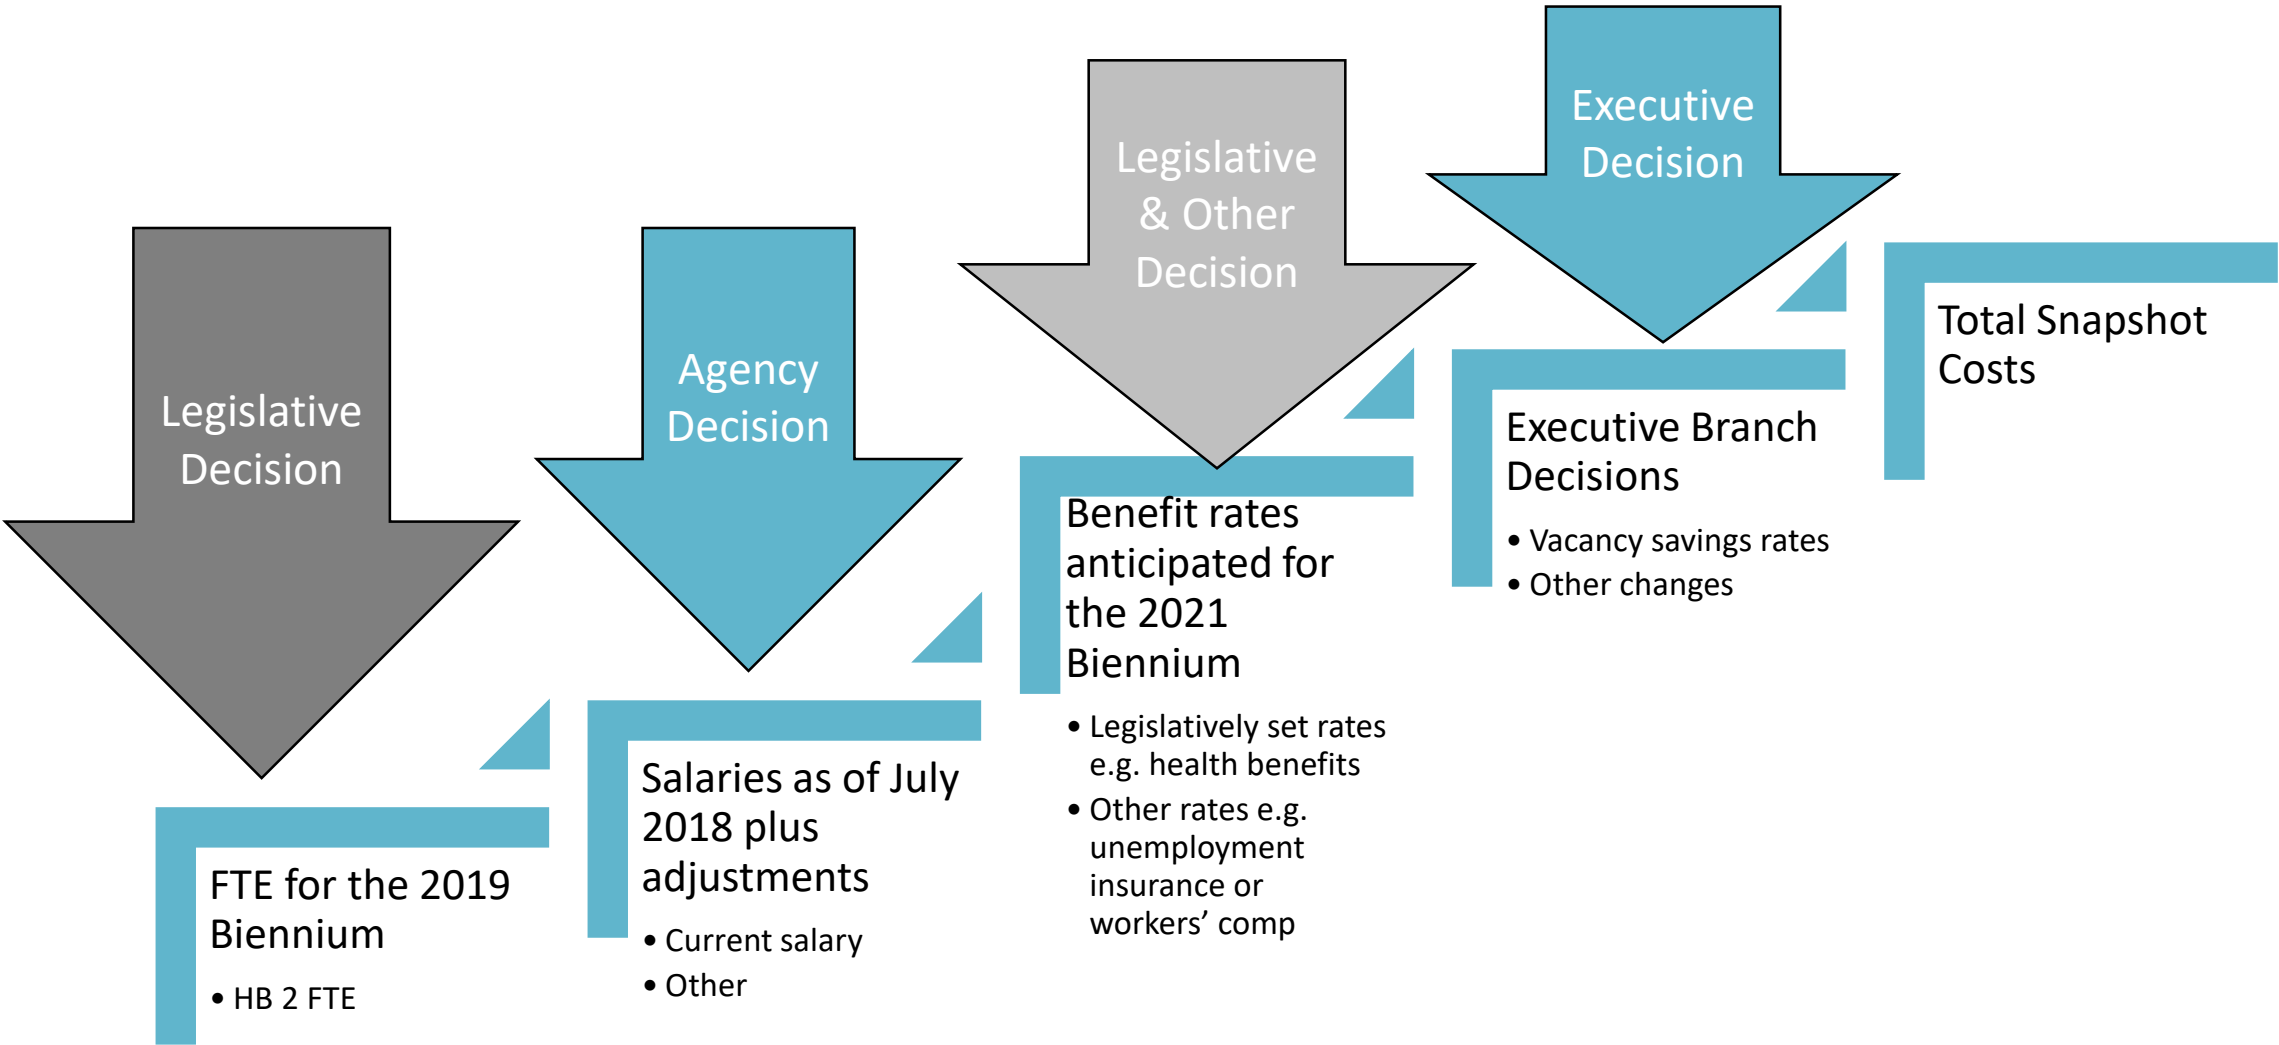 Legislative
Decision
FTE for the 2019
Biennium
• HB 2 FTE
Agency
Decision
Salaries as of July
2018 plus
adjustments
• Current salary
• Other
Legislative
& Other
Decision
Benefit rates
anticipated for
the 2021
Biennium
• Legislatively set rates
e.g. health benefits
• Other rates e.g.
unemployment
insurance or
workers’ comp
Executive
Decision
Executive Branch
Decisions
• Vacancy savings rates
• Other changes
Total Snapshot
Costs